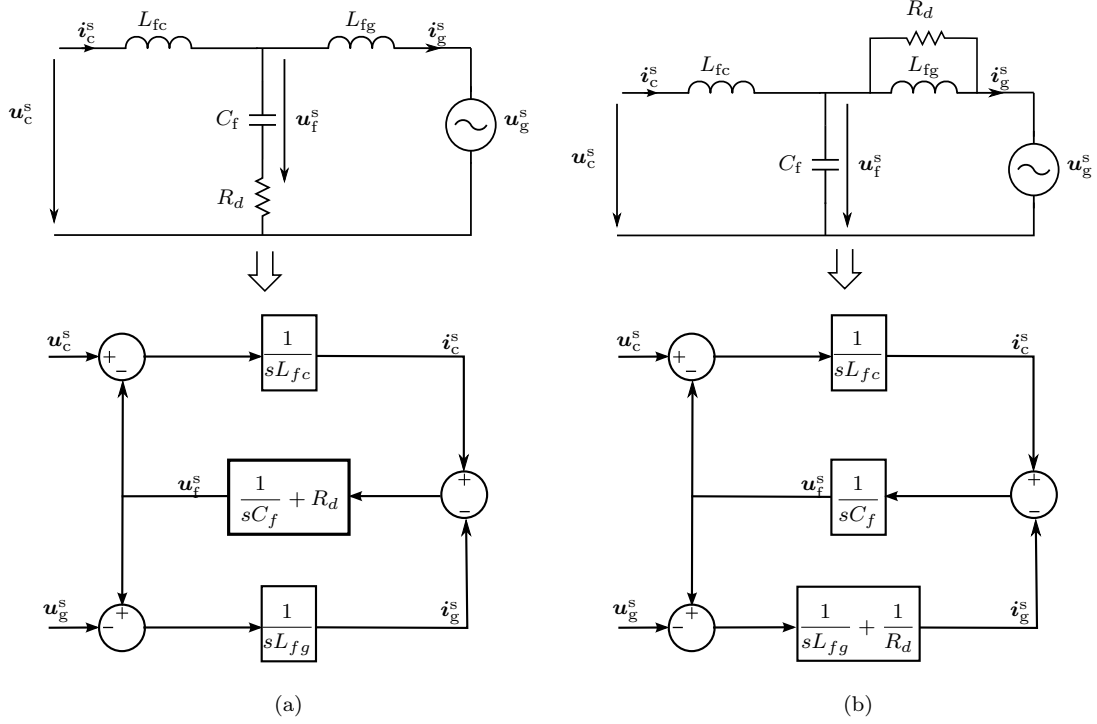 R_d
i_c^s L_fc L_fg i_g^s
L_fc L_fg i_c^s i_g^s
u_c^s C_f u_f^s u_g^s
u_c^s C_f u_f^s u_g^s
R_d
u_c^s + − 1/(sL_fc) i_c^s
u_c^s + − 1/(sL_fc) i_c^s
u_f^s 1/(sC_f) + R_d + −
u_f^s 1/(sC_f) + −
u_g^s − + 1/(sL_fg) i_g^s
u_g^s − + 1/(sL_fg) + 1/R_d i_g^s
(a) (b)